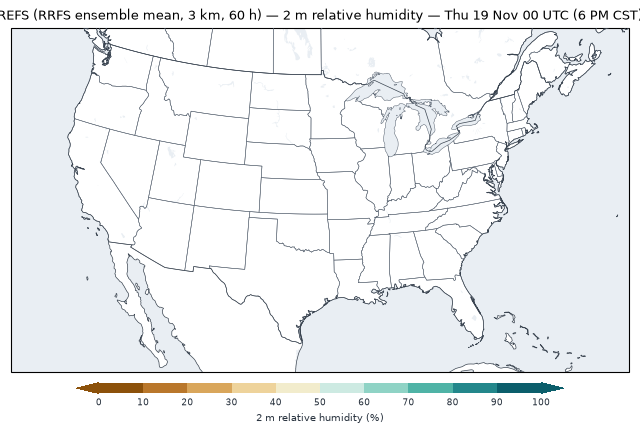 REFS (RRFS ensemble mean, 3 km, 60 h) — 2 m relative humidity — Thu 19 Nov 00 UTC (6 PM CST)
0 10 20 30 40 50 60 70 80 90 100
2 m relative humidity (%)